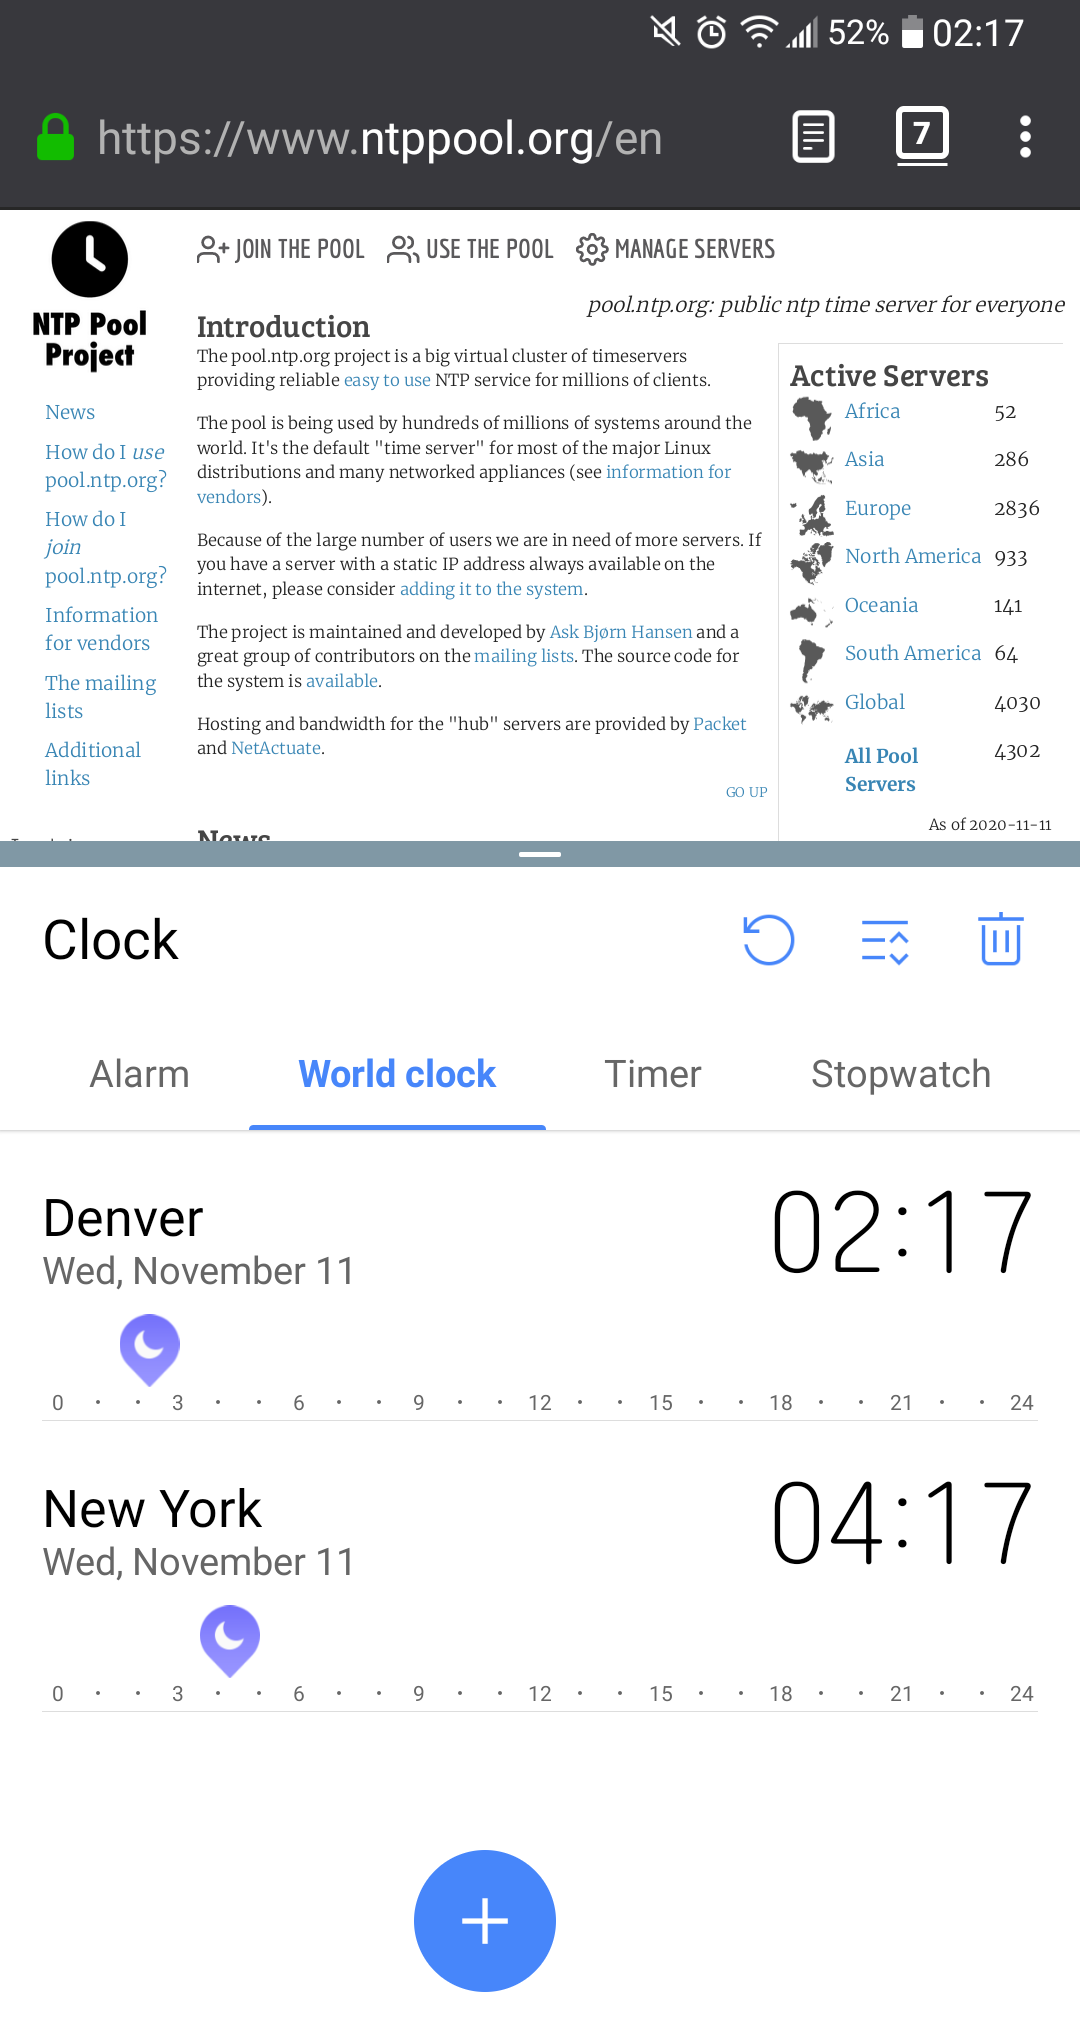 52% 02:17
https://www.ntppool.org/en 7
NTP Pool
Project
JOIN THE POOL USE THE POOL MANAGE SERVERS
pool.ntp.org: public ntp time server for everyone
News
How do I use
pool.ntp.org?
How do I
join
pool.ntp.org?
Information
for vendors
The mailing
lists
Additional
links
Introduction
The pool.ntp.org project is a big virtual cluster of timeservers
providing reliable easy to use NTP service for millions of clients.
The pool is being used by hundreds of millions of systems around the
world. It's the default "time server" for most of the major Linux
distributions and many networked appliances (see information for
vendors).
Because of the large number of users we are in need of more servers. If
you have a server with a static IP address always available on the
internet, please consider adding it to the system.
The project is maintained and developed by Ask Bjørn Hansen and a
great group of contributors on the mailing lists. The source code for
the system is available.
Hosting and bandwidth for the "hub" servers are provided by Packet
and NetActuate.
GO UP
News
Active Servers
Africa 52
Asia 286
Europe 2836
North America 933
Oceania 141
South America 64
Global 4030
All Pool 4302
Servers
As of 2020-11-11
Clock
Alarm World clock Timer Stopwatch
Denver 02:17
Wed, November 11
0 · · 3 · · 6 · · 9 · · 12 · · 15 · · 18 · · 21 · · 24
New York 04:17
Wed, November 11
0 · · 3 · · 6 · · 9 · · 12 · · 15 · · 18 · · 21 · · 24